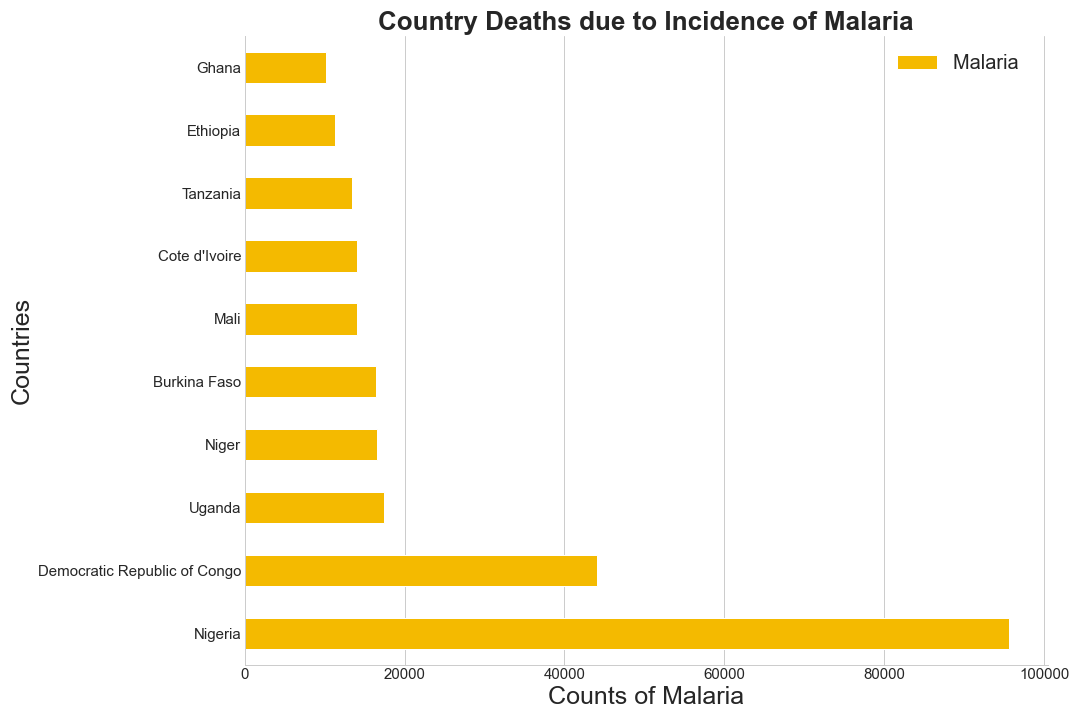 Country Deaths due to Incidence of Malaria
Malaria
Countries
Ghana
Ethiopia
Tanzania
Cote d'Ivoire
Mali
Burkina Faso
Niger
Uganda
Democratic Republic of Congo
Nigeria
0 20000 40000 60000 80000 100000
Counts of Malaria